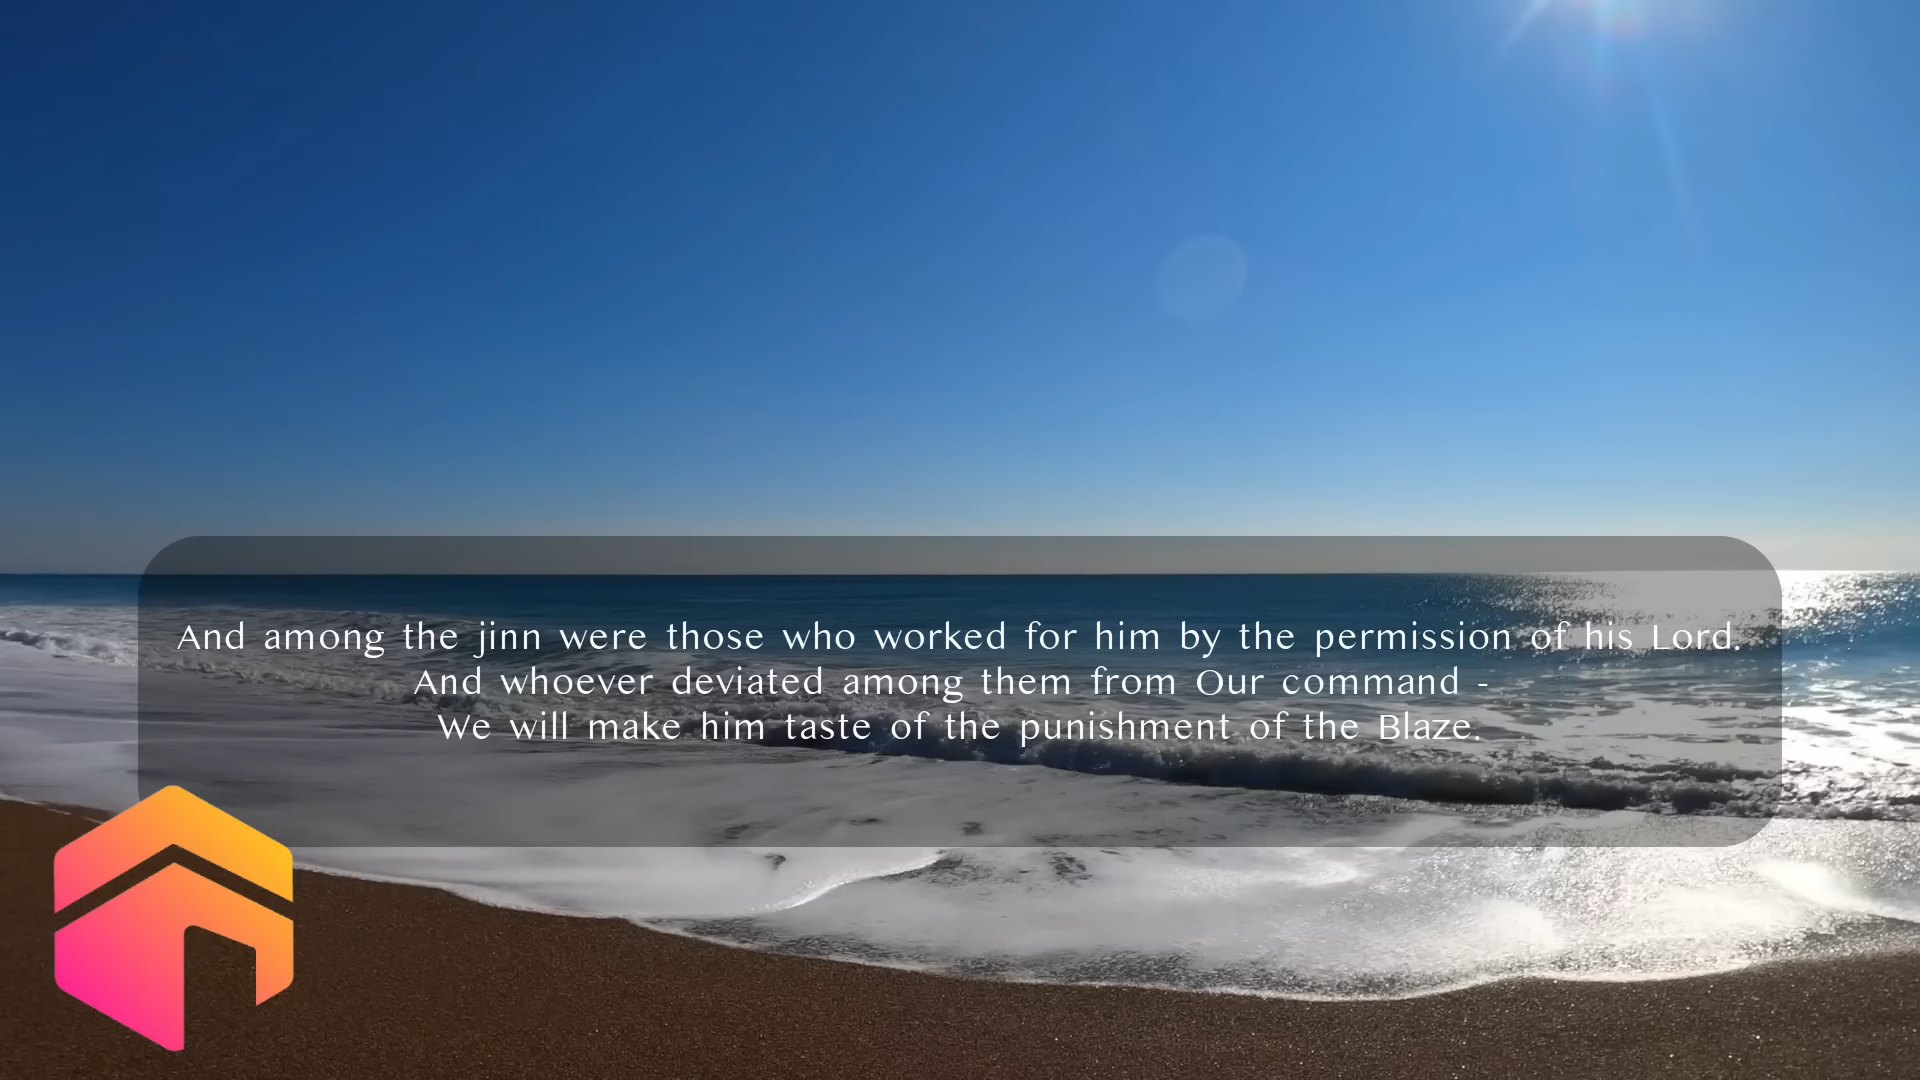 And among the jinn were those who worked for him by the permission of his Lord.
And whoever deviated among them from Our command -
We will make him taste of the punishment of the Blaze.